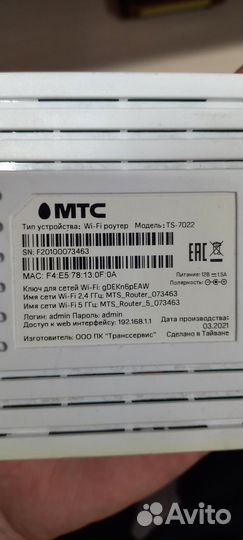 МТС
Тип устройства: Wi-Fi роутер Модель: TS-7022
SN: F20100073463
EAC
MAC: F4:E5 78:13:0F:0A
Питание: 12В 1.5А
Ключ для сетей Wi-Fi: gDEKn6pEAW
Полярность:
Имя сети Wi-Fi 2,4 ГГц: MTS_Router_073463
Имя сети Wi-Fi 5 ГГц: MTS_Router_5_073463
Логин: admin Пароль: admin
Дата производства:
Доступ к web интерфейсу: 192.168.1.1
03.2021
Изготовитель: ООО ПК "Транссервис"
Сделано в Тайване
Avito